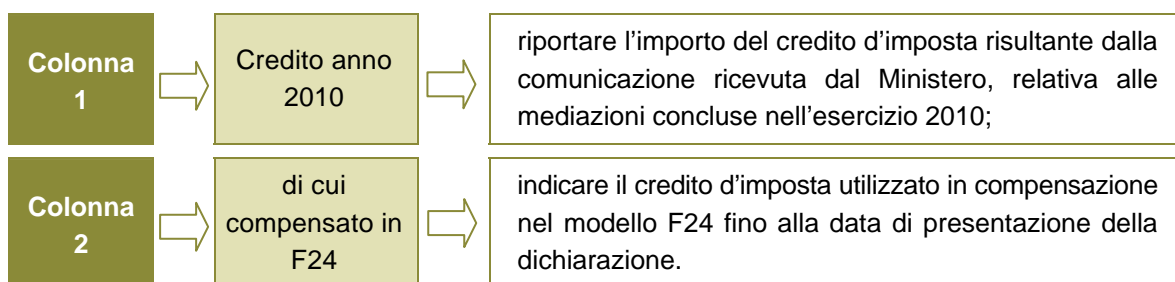 Colonna
1
Credito anno
2010
riportare l’importo del credito d’imposta risultante dalla
comunicazione ricevuta dal Ministero, relativa alle
mediazioni concluse nell’esercizio 2010;
Colonna
2
di cui
compensato in
F24
indicare il credito d’imposta utilizzato in compensazione
nel modello F24 fino alla data di presentazione della
dichiarazione.